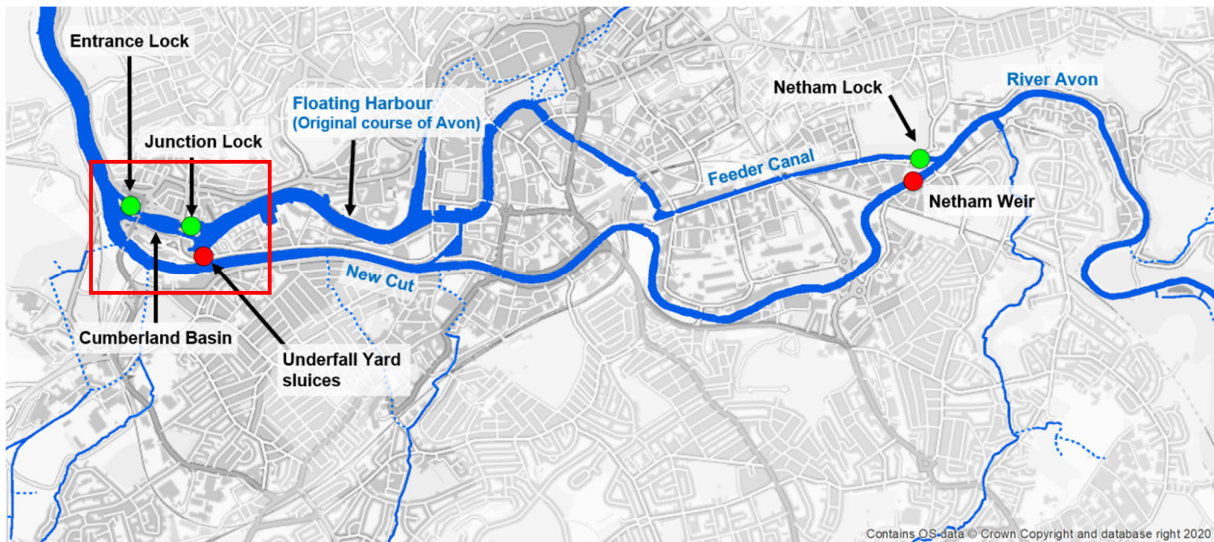 Entrance Lock
Junction Lock
Floating Harbour
(Original course of Avon)
Netham Lock
River Avon
Feeder Canal
Netham Weir
New Cut
Cumberland Basin
Underfall Yard
sluices
Contains OS data © Crown Copyright and database right 2020